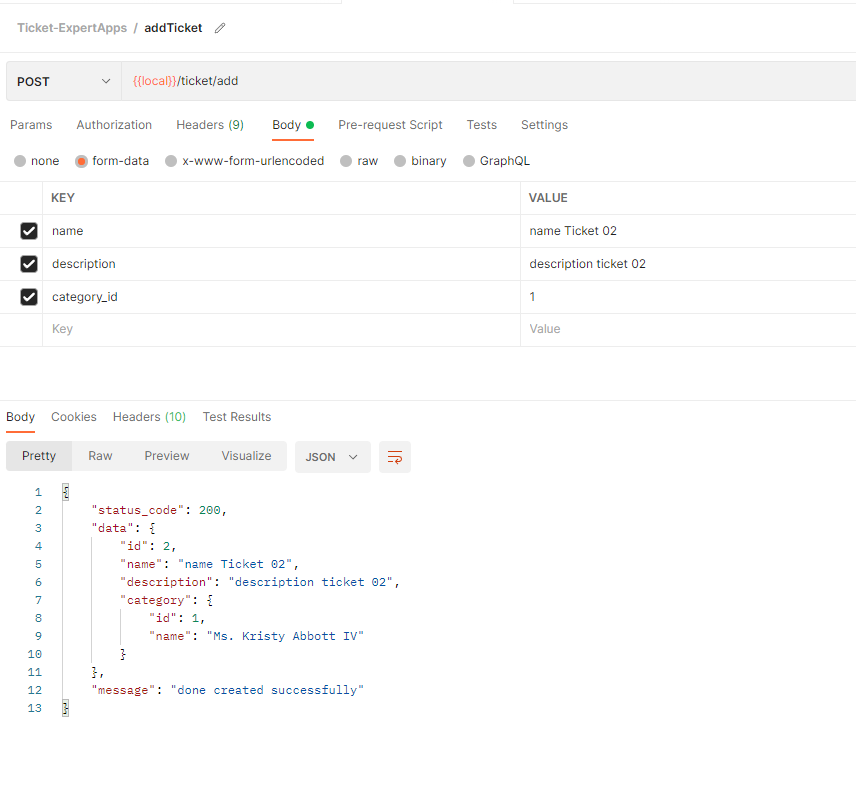 Ticket-ExpertApps / addTicket
POST {{local}}/ticket/add
Params Authorization Headers (9) Body Pre-request Script Tests Settings
none form-data x-www-form-urlencoded raw binary GraphQL
KEY VALUE
name name Ticket 02
description description ticket 02
category_id 1
Key Value
Body Cookies Headers (10) Test Results
Pretty Raw Preview Visualize JSON
1 {
2 "status_code": 200,
3 "data": {
4 "id": 2,
5 "name": "name Ticket 02",
6 "description": "description ticket 02",
7 "category": {
8 "id": 1,
9 "name": "Ms. Kristy Abbott IV"
10 }
11 },
12 "message": "done created successfully"
13 }